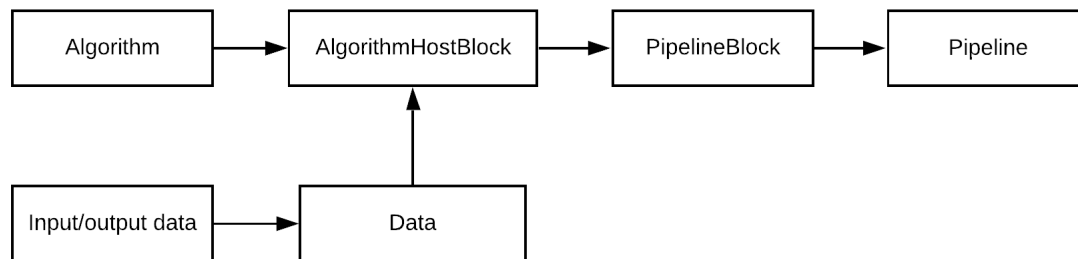 Algorithm
AlgorithmHostBlock
PipelineBlock
Pipeline
Input/output data
Data